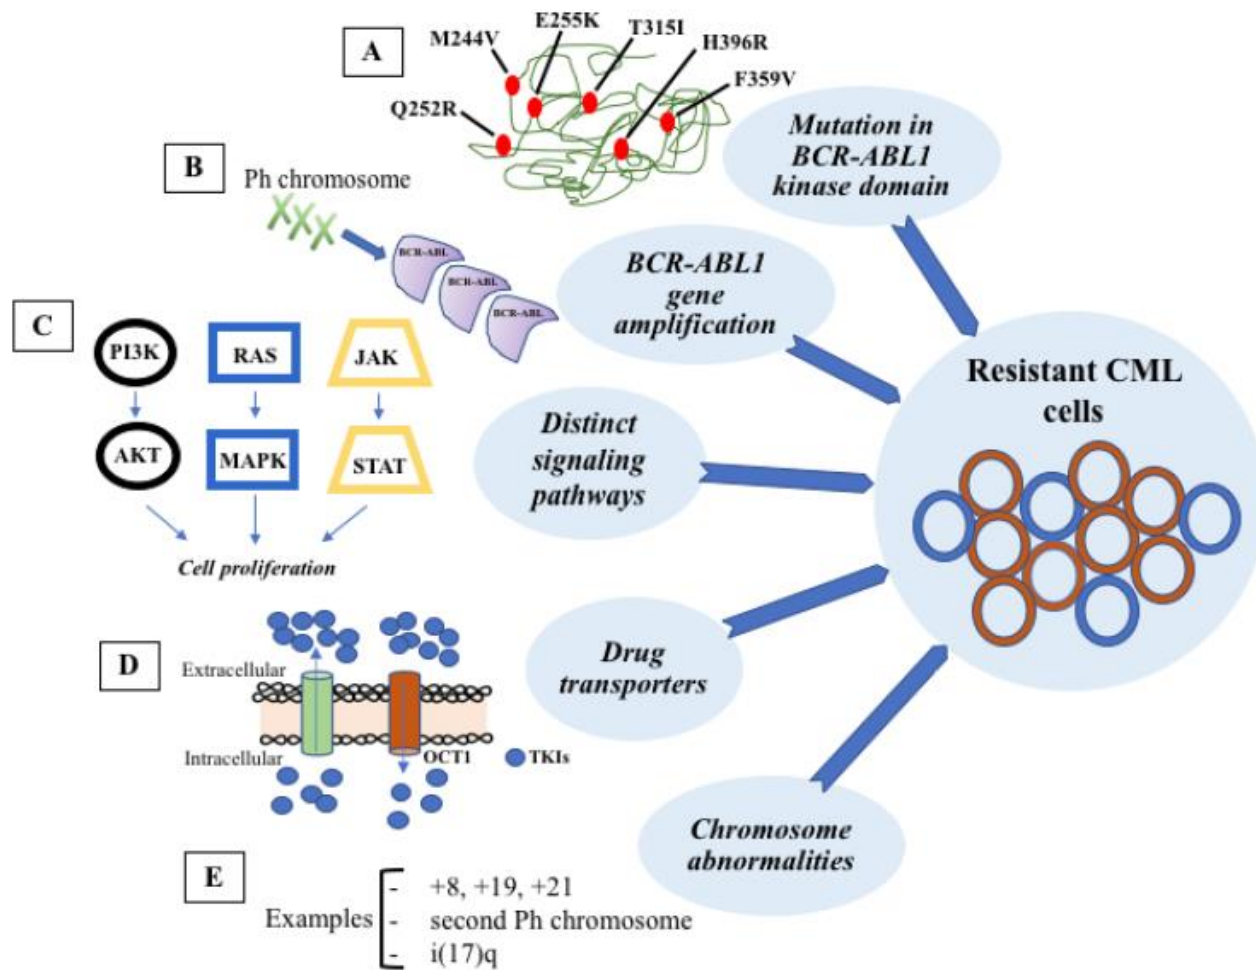 A
M244V
E255K
T315I
H396R
F359V
Q252R
Mutation in
BCR-ABL1
kinase domain
B
Ph chromosome
BCR-ABL
BCR-ABL
BCR-ABL
BCR-ABL1
gene
amplification
C
PI3K
RAS
JAK
AKT
MAPK
STAT
Cell proliferation
Distinct
signaling
pathways
Resistant CML
cells
D
Extracellular
Intracellular
OCT1
TKIs
Drug
transporters
E
Examples
- +8, +19, +21
- second Ph chromosome
- i(17)q
Chromosome
abnormalities